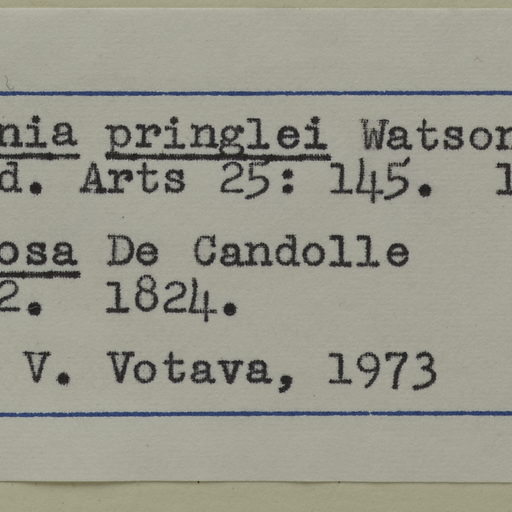 nia pringlei Watson
d. Arts 25: 145. 1
osa De Candolle
2. 1824.
V. Votava, 1973